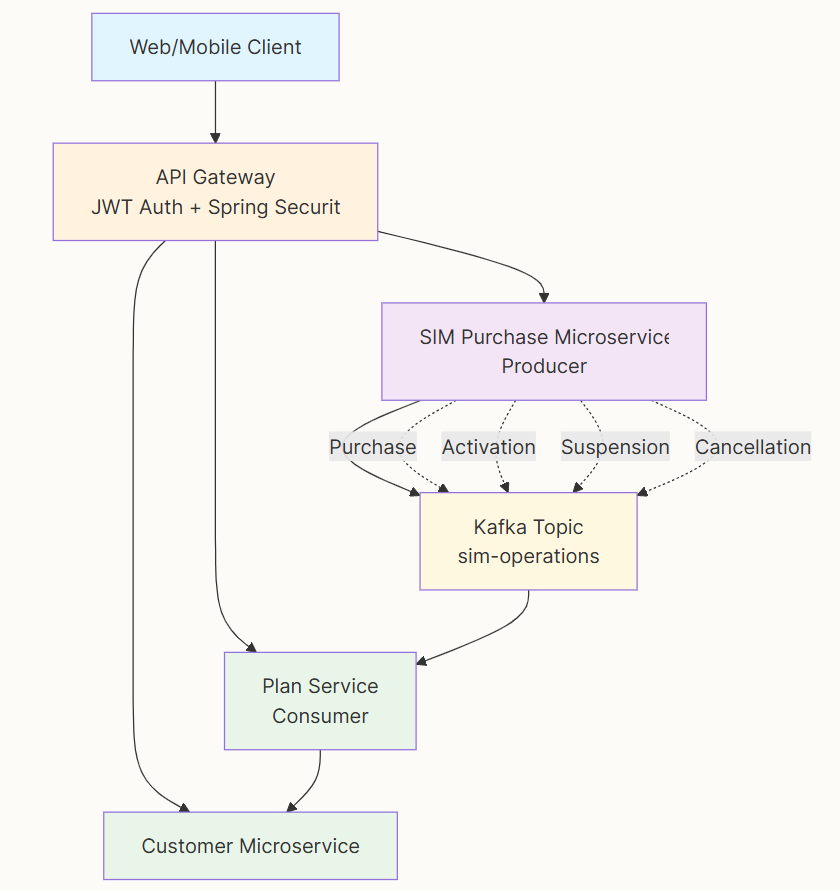 Web/Mobile Client
API Gateway
JWT Auth + Spring Securit
SIM Purchase Microservice
Producer
Purchase
Activation
Suspension
Cancellation
Kafka Topic
sim-operations
Plan Service
Consumer
Customer Microservice